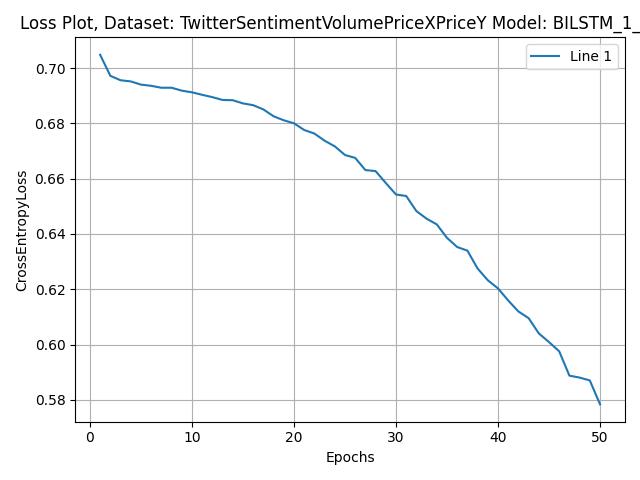 Loss Plot, Dataset: TwitterSentimentVolumePriceXPriceY Model: BILSTM_1_
Line 1
CrossEntropyLoss
0.70
0.68
0.66
0.64
0.62
0.60
0.58
0 10 20 30 40 50
Epochs